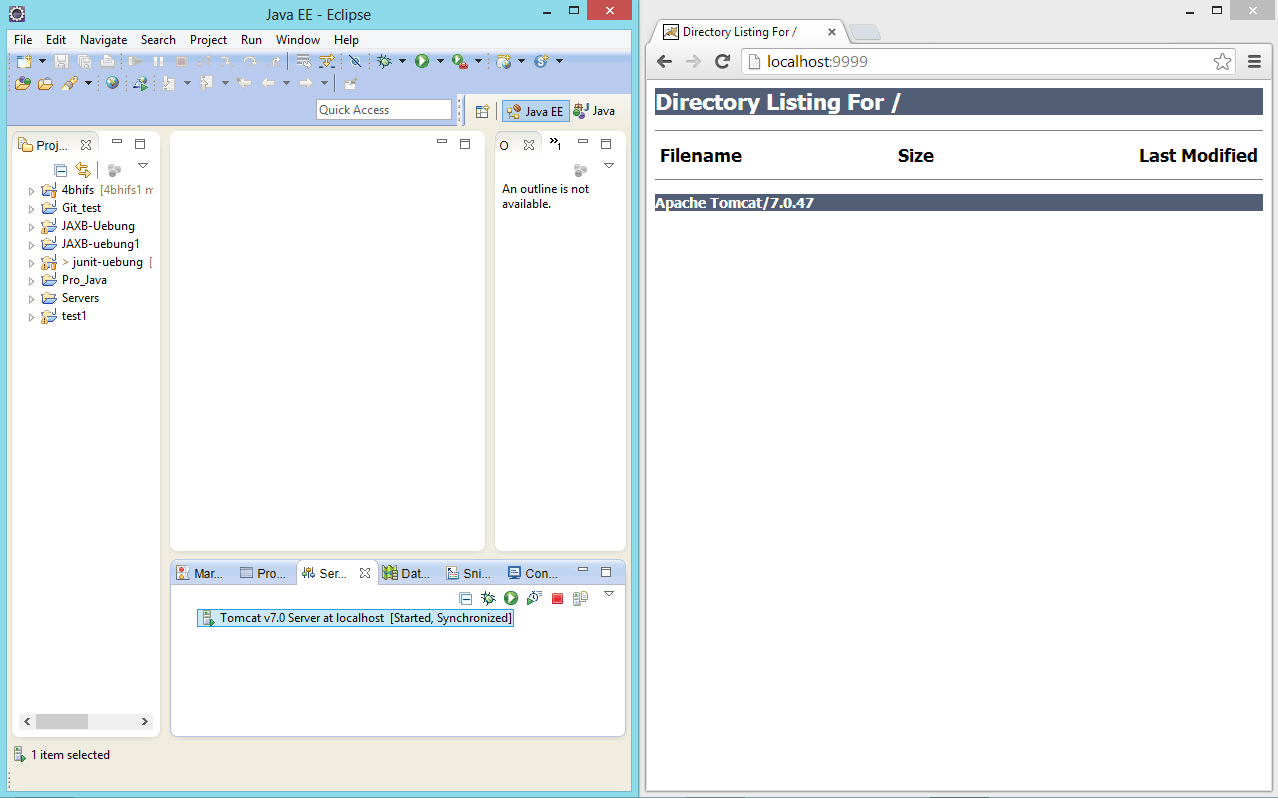 Java EE - Eclipse
File Edit Navigate Search Project Run Window Help
Quick Access
Java EE
Java
Proj...
4bhifs [4bhifs1 m
Git_test
JAXB-Uebung
JAXB-uebung1
> junit-uebung [
Pro_Java
Servers
test1
O
»1
An outline is not
available.
Mar...
Pro...
Ser...
Dat...
Sni...
Con...
Tomcat v7.0 Server at localhost [Started, Synchronized]
1 item selected
Directory Listing For /
localhost:9999
Directory Listing For /
Filename Size Last Modified
Apache Tomcat/7.0.47